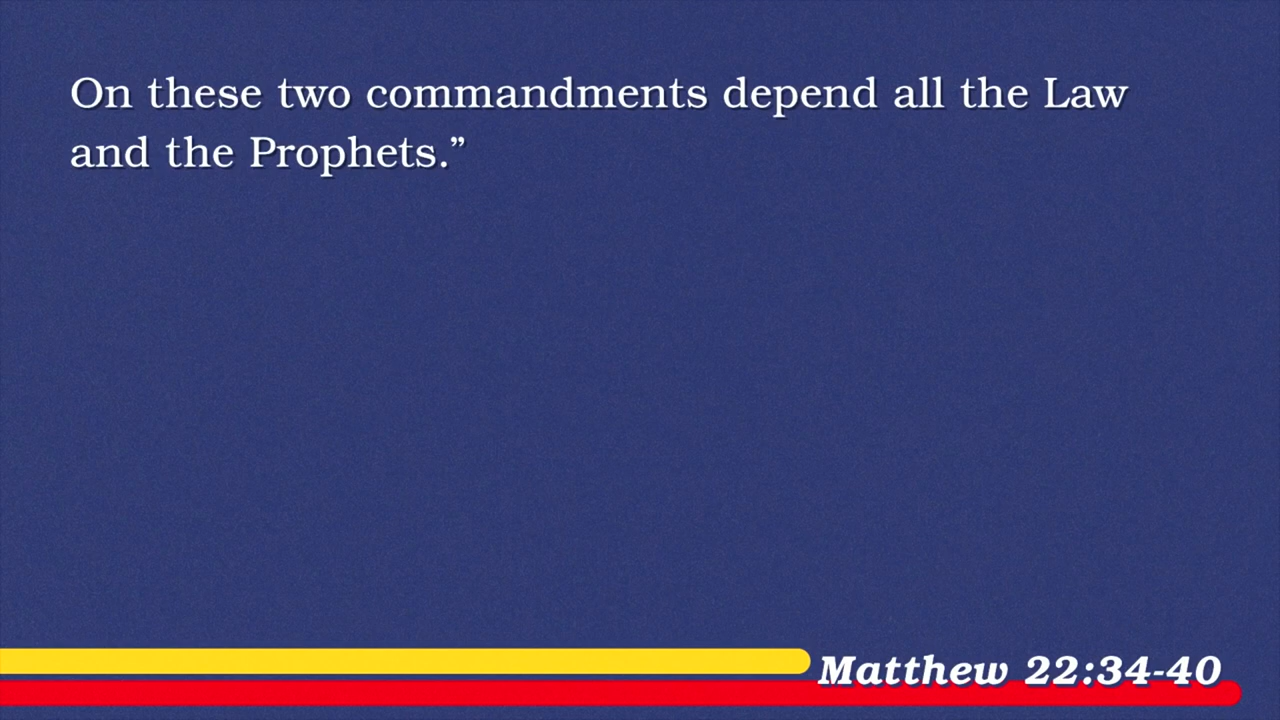 On these two commandments depend all the Law
and the Prophets.”
Matthew 22:34-40